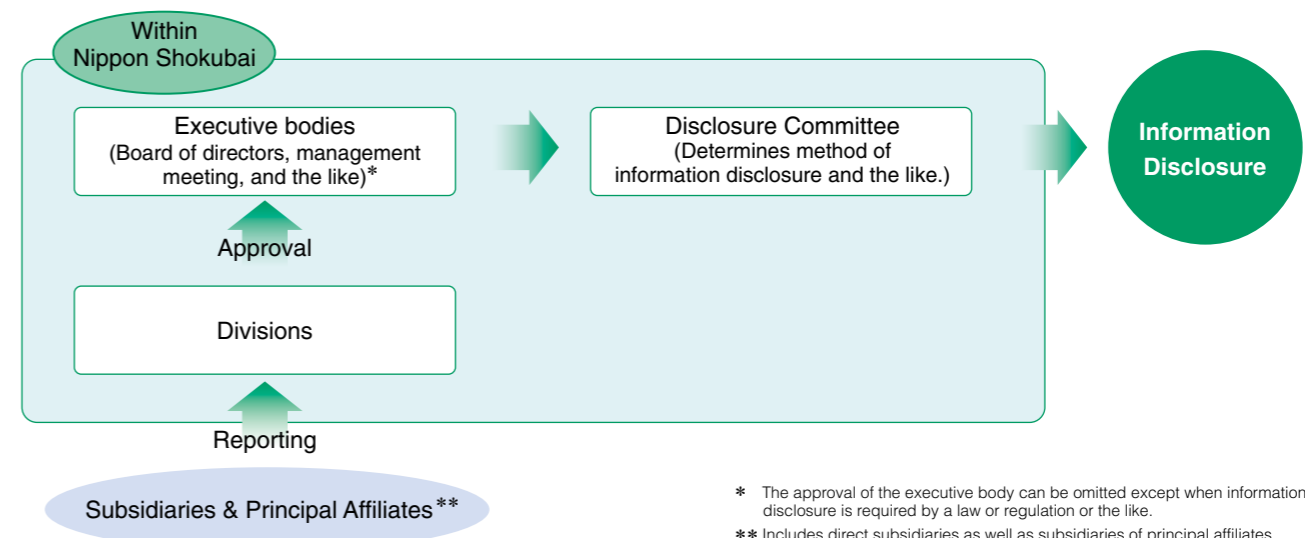 Within
Nippon Shokubai
Executive bodies
(Board of directors, management
meeting, and the like)*
Disclosure Committee
(Determines method of
information disclosure and the like.)
Information
Disclosure
Approval
Divisions
Reporting
Subsidiaries & Principal Affiliates**
* The approval of the executive body can be omitted except when information
disclosure is required by a law or regulation or the like.
** Includes direct subsidiaries as well as subsidiaries of principal affiliates